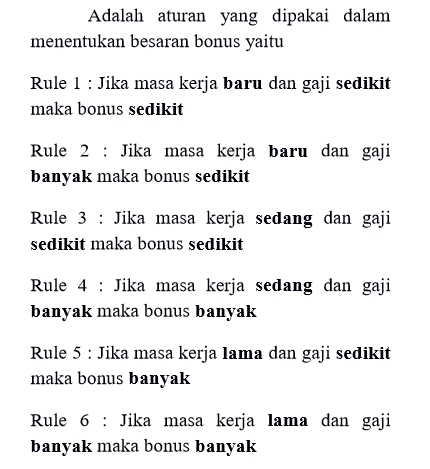 Adalah aturan yang dipakai dalam
menentukan besaran bonus yaitu
Rule 1 : Jika masa kerja baru dan gaji sedikit
maka bonus sedikit
Rule 2 : Jika masa kerja baru dan gaji
banyak maka bonus sedikit
Rule 3 : Jika masa kerja sedang dan gaji
sedikit maka bonus sedikit
Rule 4 : Jika masa kerja sedang dan gaji
banyak maka bonus banyak
Rule 5 : Jika masa kerja lama dan gaji sedikit
maka bonus banyak
Rule 6 : Jika masa kerja lama dan gaji
banyak maka bonus banyak